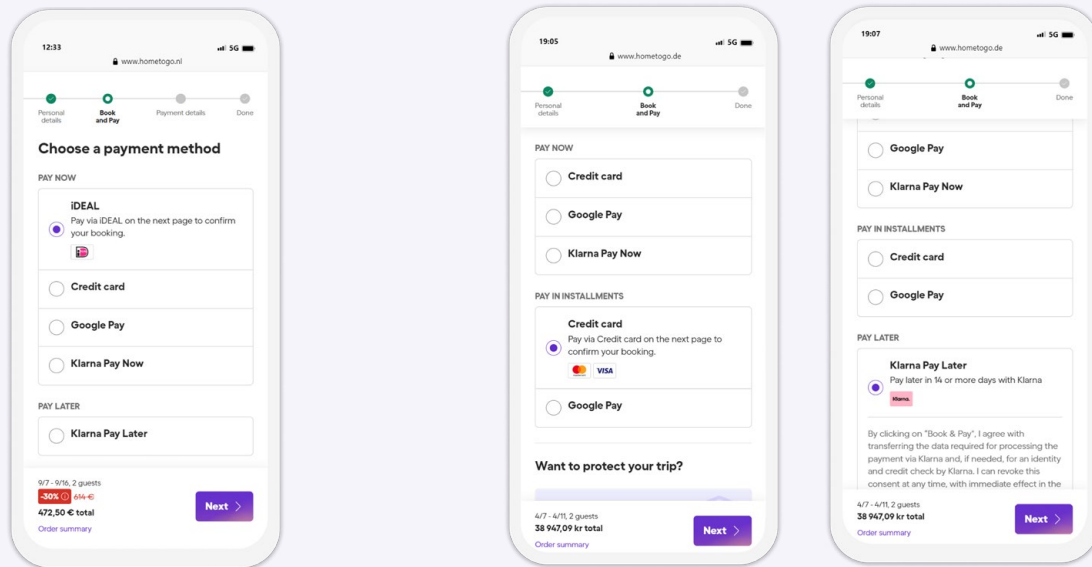 12:33
5G
www.hometogo.nl
Personal
details
Book
and Pay
Payment details
Done
Choose a payment method
PAY NOW
iDEAL
Pay via iDEAL on the next page to confirm
your booking.
Credit card
Google Pay
Klarna Pay Now
PAY LATER
Klarna Pay Later
9/7 - 9/16, 2 guests
-30% 614 €
472,50 € total
Order summary
Next
19:05
5G
www.hometogo.de
Personal
details
Book
and Pay
Done
PAY NOW
Credit card
Google Pay
Klarna Pay Now
PAY IN INSTALLMENTS
Credit card
Pay via Credit card on the next page to
confirm your booking.
VISA
Google Pay
Want to protect your trip?
4/7 - 4/11, 2 guests
38 947,09 kr total
Order summary
Next
19:07
5G
www.hometogo.de
Personal
details
Book
and Pay
Done
Google Pay
Klarna Pay Now
PAY IN INSTALLMENTS
Credit card
Google Pay
PAY LATER
Klarna Pay Later
Pay later in 14 or more days with Klarna
Klarna.
By clicking on "Book & Pay", I agree with
transferring the data required for processing the
payment via Klarna and, if needed, for an identity
and credit check by Klarna. I can revoke this
consent at any time, with immediate effect in the
4/7 - 4/11, 2 guests
38 947,09 kr total
Order summary
Next